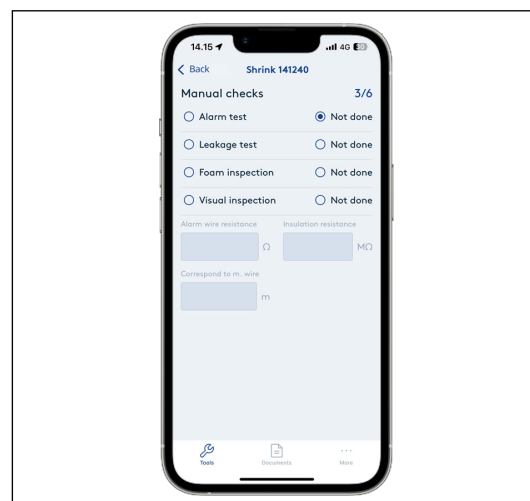 14.15 4G
Back Shrink 141240
Manual checks 3/6
Alarm test Not done
Leakage test Not done
Foam inspection Not done
Visual inspection Not done
Alarm wire resistance Insulation resistance
Ω MΩ
Correspond to m. wire
m
Tools Documents More